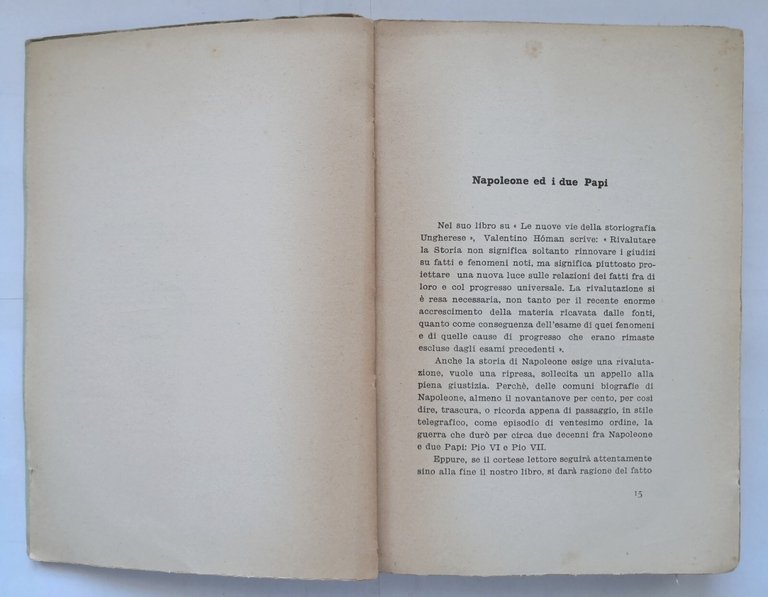 Napoleone ed i due Papi
Nel suo libro su « Le nuove vie della storiografia
Ungherese », Valentino Hóman scrive: « Rivalutare
la Storia non significa soltanto rinnovare i giudizi
su fatti e fenomeni noti, ma significa piuttosto pro-
iettare una nuova luce sulle relazioni dei fatti fra di
loro e col progresso universale. La rivalutazione si
è resa necessaria, non tanto per il recente enorme
accrescimento della materia ricavata dalle fonti,
quanto come conseguenza dell'esame di quei fenomeni
e di quelle cause di progresso che erano rimaste
escluse dagli esami precedenti ».
Anche la storia di Napoleone esige una rivaluta-
zione, vuole una ripresa, sollecita un appello alla
piena giustizia. Perchè, delle comuni biografie di
Napoleone, almeno il novantanove per cento, per così
dire, trascura, o ricorda appena di passaggio, in stile
telegrafico, come episodio di ventesimo ordine, la
guerra che durò per circa due decenni fra Napoleone
e due Papi: Pio VI e Pio VII.
Eppure, se il cortese lettore seguirà attentamente
sino alla fine il nostro libro, si darà ragione del fatto
15